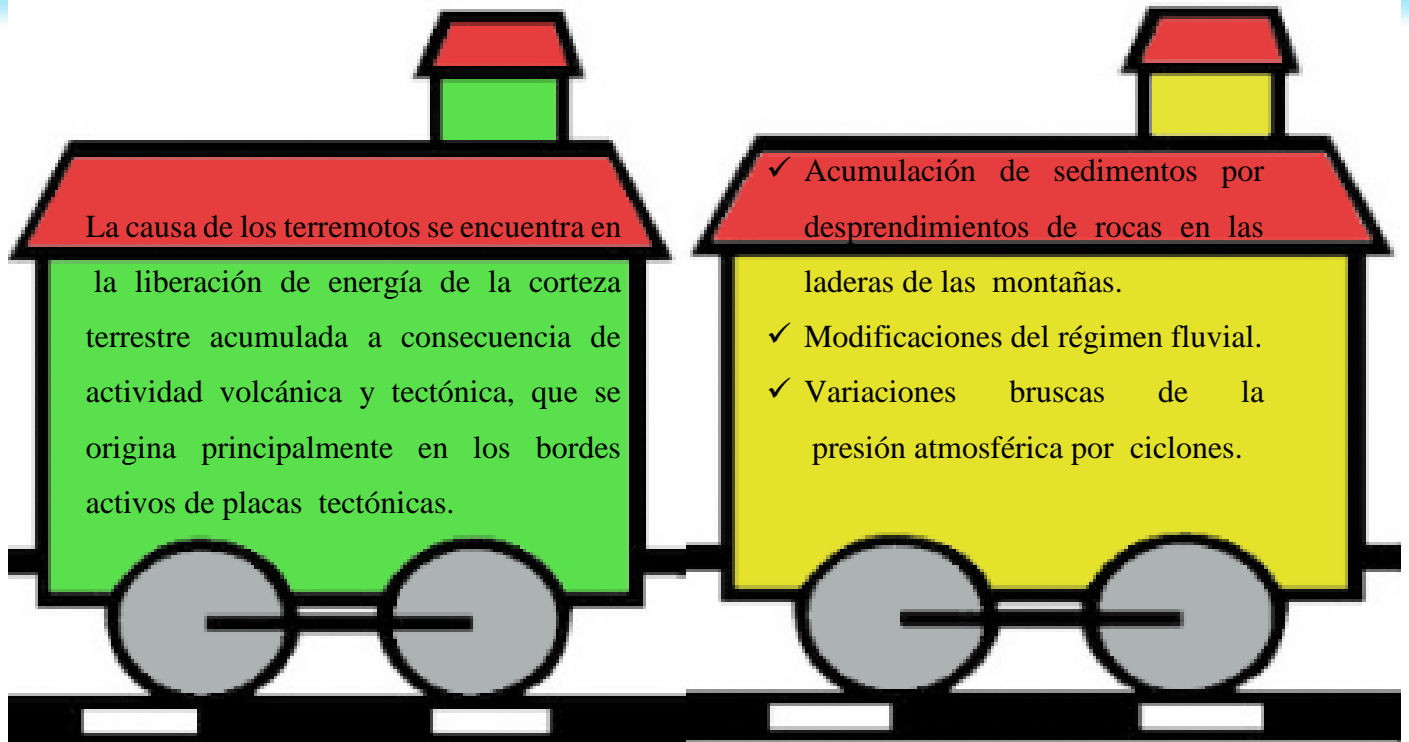 La causa de los terremotos se encuentra en
la liberación de energía de la corteza
terrestre acumulada a consecuencia de
actividad volcánica y tectónica, que se
origina principalmente en los bordes
activos de placas tectónicas.
✓ Acumulación de sedimentos por
desprendimientos de rocas en las
laderas de las montañas.
✓ Modificaciones del régimen fluvial.
✓ Variaciones bruscas de la
presión atmosférica por ciclones.